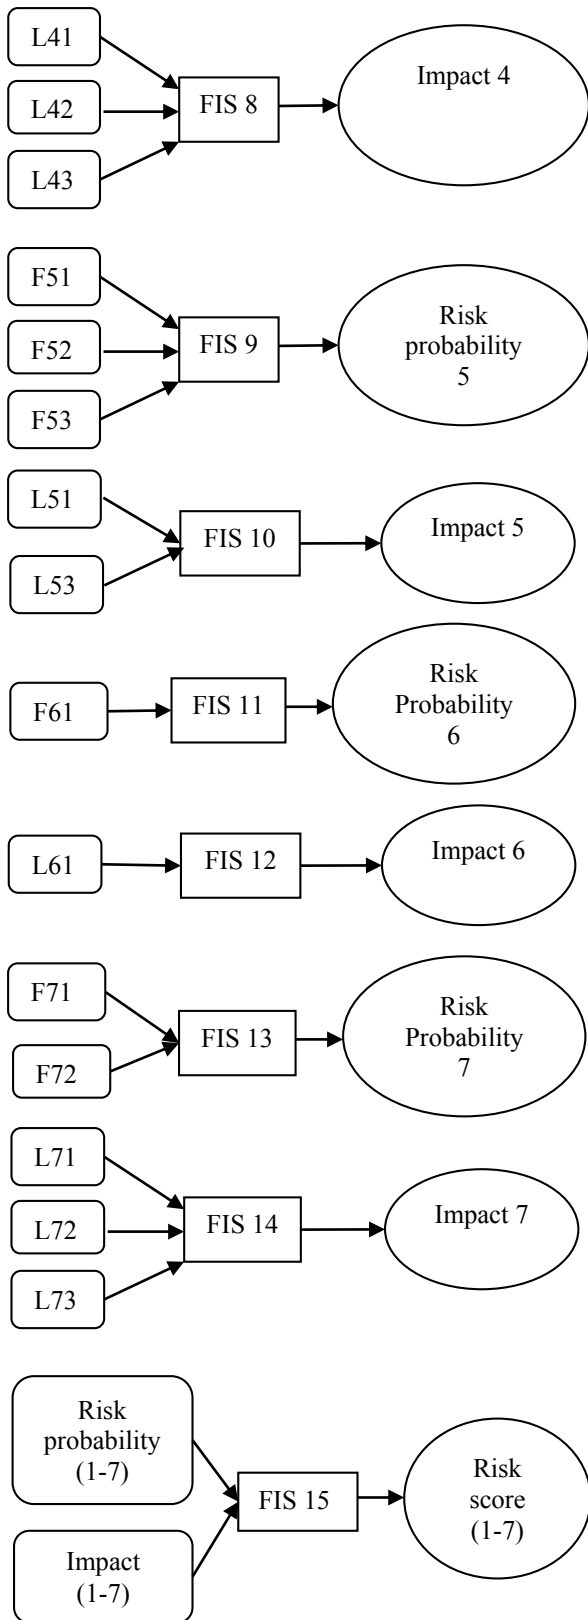 L41
L42
L43
FIS 8
Impact 4
F51
F52
F53
FIS 9
Risk
probability
5
L51
L53
FIS 10
Impact 5
F61
FIS 11
Risk
Probability
6
L61
FIS 12
Impact 6
F71
F72
FIS 13
Risk
Probability
7
L71
L72
L73
FIS 14
Impact 7
Risk
probability
(1-7)
Impact
(1-7)
FIS 15
Risk
score
(1-7)